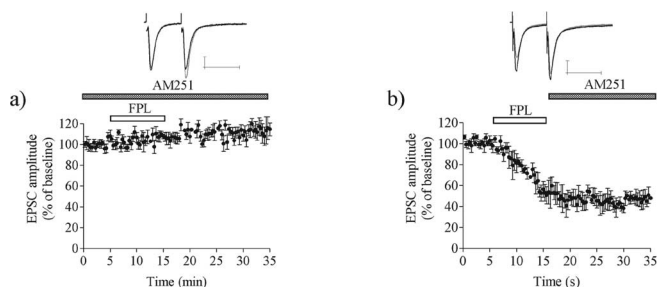 AM251
a)
FPL
EPSC amplitude
(% of baseline)
120
100
80
60
40
20
0
0 5 10 15 20 25 30 35
Time (min)
AM251
b)
FPL
EPSC amplitude
(% of baseline)
120
100
80
60
40
20
0
0 5 10 15 20 25 30 35
Time (s)